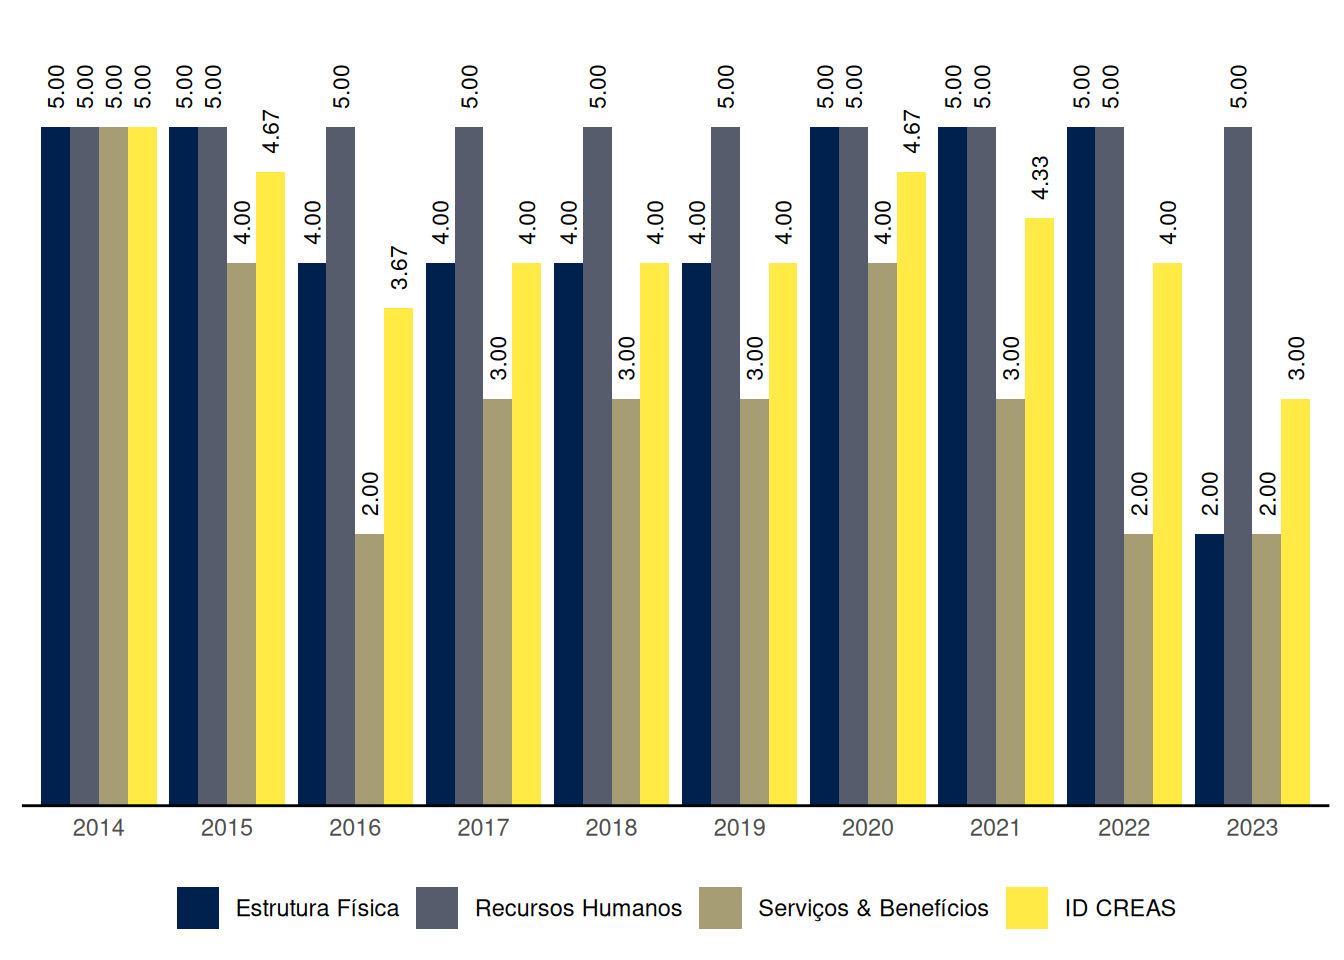 5.00 5.00 5.00 5.00 5.00 5.00 4.00 4.67 4.00 5.00 2.00 3.67 4.00 5.00 3.00 4.00 4.00 5.00 3.00 4.00 4.00 5.00 3.00 4.00 5.00 5.00 4.00 4.67 5.00 5.00 3.00 4.33 5.00 5.00 2.00 4.00 2.00 5.00 2.00 3.00
2014 2015 2016 2017 2018 2019 2020 2021 2022 2023
Estrutura Física Recursos Humanos Serviços & Benefícios ID CREAS